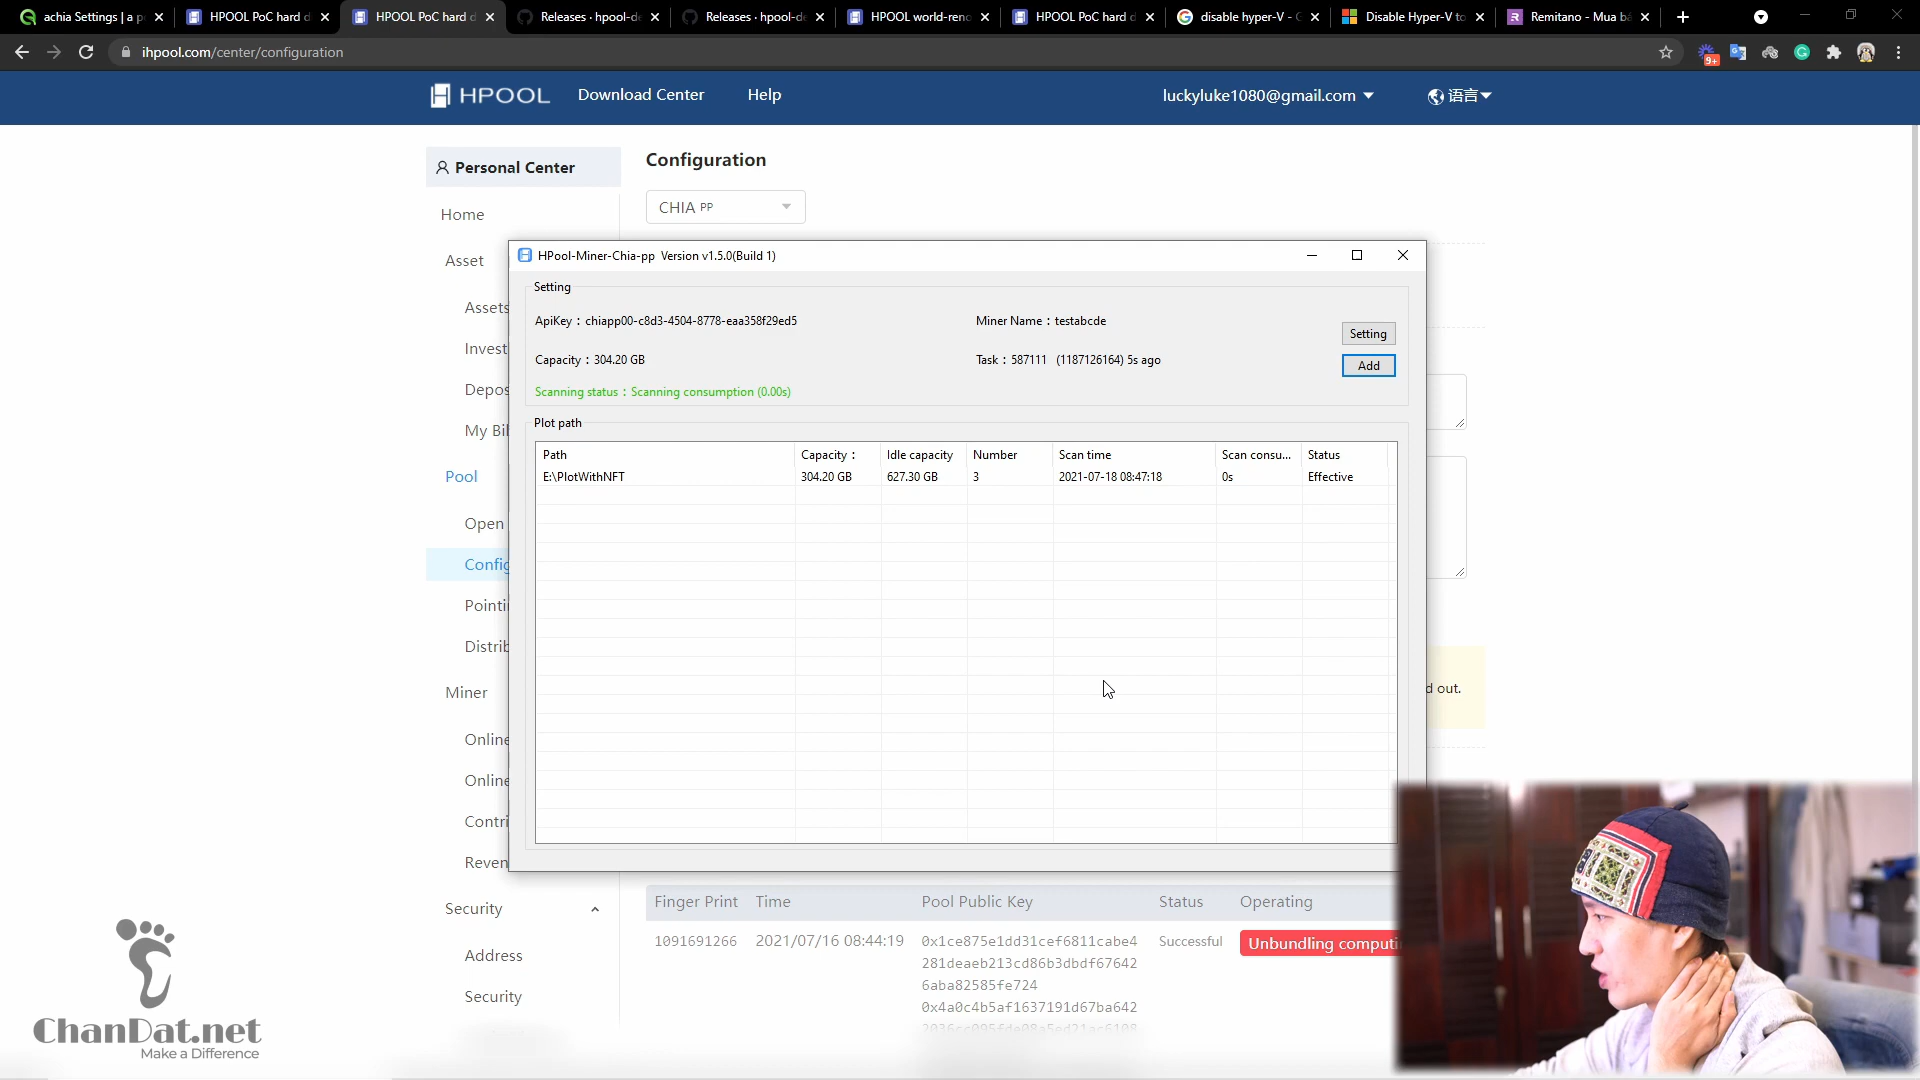 achia Settings | a p
HPOOL PoC hard d
HPOOL PoC hard d
Releases · hpool-de
Releases · hpool-de
HPOOL world-reno
HPOOL PoC hard d
disable hyper-V - G
Disable Hyper-V to
Remitano - Mua bá
ihpool.com/center/configuration
9+
HPOOL
Download Center
Help
luckyluke1080@gmail.com
语言
Personal Center
Home
Asset
Assets
Invest
Depos
My Bil
Pool
Open
Config
Pointi
Distrib
Miner
Online
Online
Contri
Reven
Security
Address
Security
Configuration
CHIA PP
HPool-Miner-Chia-pp Version v1.5.0(Build 1)
Setting
ApiKey : chiapp00-c8d3-4504-8778-eaa358f29ed5
Miner Name : testabcde
Setting
Capacity : 304.20 GB
Task : 587111 (1187126164) 5s ago
Add
Scanning status : Scanning consumption (0.00s)
Plot path
Path Capacity : Idle capacity Number Scan time Scan consu... Status
E:\PlotWithNFT 304.20 GB 627.30 GB 3 2021-07-18 08:47:18 0s Effective
d out.
Finger Print Time Pool Public Key Status Operating
1091691266 2021/07/16 08:44:19 0x1ce875e1dd31cef6811cabe4 Successful Unbundling computi
281deaeb213cd86b3dbdf67642
6aba82585fe724
0x4a0c4b5af1637191d67ba642
ChanDat.net
Make a Difference